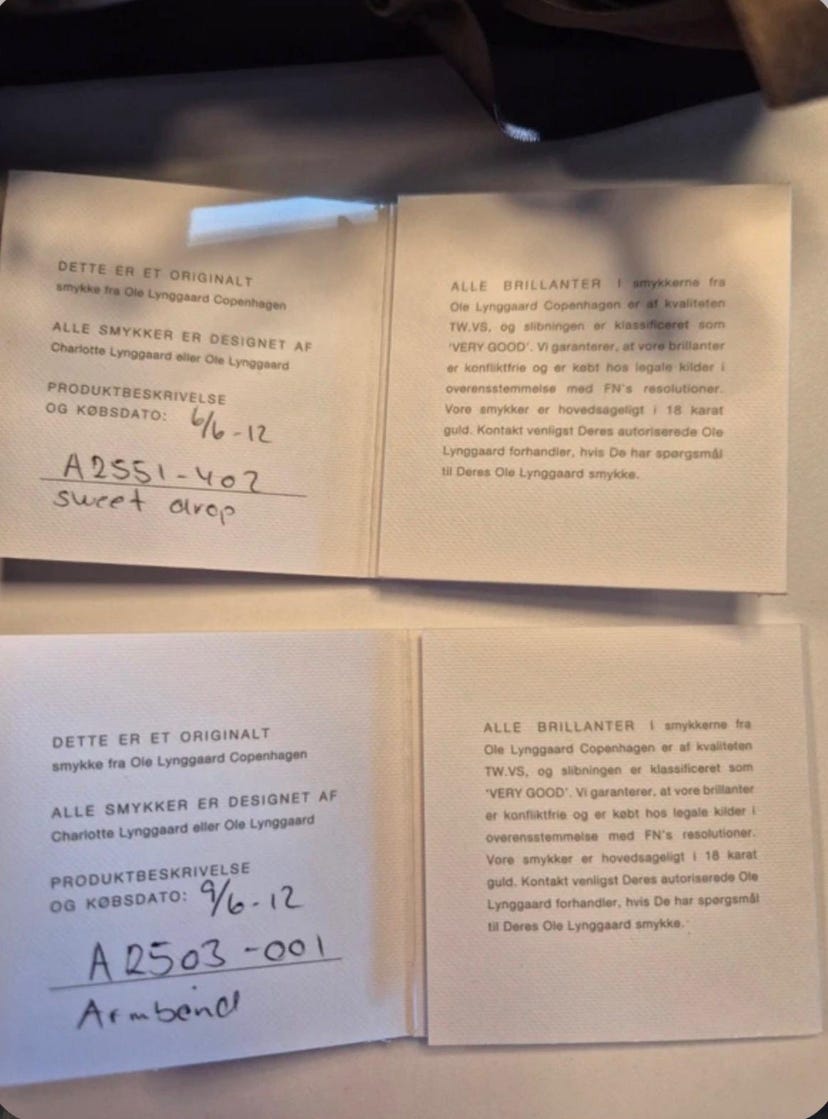 DETTE ER ET ORIGINALT
smykke fra Ole Lynggaard Copenhagen
ALLE SMYKKER ER DESIGNET AF
Charlotte Lynggaard eller Ole Lynggaard
PRODUKTBESKRIVELSE
OG KØBSDATO: 6/6-12
A2551-402
sweet drop
ALLE BRILLANTER I smykkerne fra
Ole Lynggaard Copenhagen er af kvaliteten
TW.VS, og slibningen er klassificeret som
'VERY GOOD'. Vi garanterer, at vore brillanter
er konfliktfrie og er købt hos legale kilder i
overensstemmelse med FN's resolutioner.
Vore smykker er hovedsageligt i 18 karat
guld. Kontakt venligst Deres autoriserede Ole
Lynggaard forhandler, hvis De har spørgsmål
til Deres Ole Lynggaard smykke.
DETTE ER ET ORIGINALT
smykke fra Ole Lynggaard Copenhagen
ALLE SMYKKER ER DESIGNET AF
Charlotte Lynggaard eller Ole Lynggaard
PRODUKTBESKRIVELSE
OG KØBSDATO: 9/6-12
A2503-001
Armbånd
ALLE BRILLANTER I smykkerne fra
Ole Lynggaard Copenhagen er af kvaliteten
TW.VS, og slibningen er klassificeret som
'VERY GOOD'. Vi garanterer, at vore brillanter
er konfliktfrie og er købt hos legale kilder i
overensstemmelse med FN's resolutioner.
Vore smykker er hovedsageligt i 18 karat
guld. Kontakt venligst Deres autoriserede Ole
Lynggaard forhandler, hvis De har spørgsmål
til Deres Ole Lynggaard smykke.